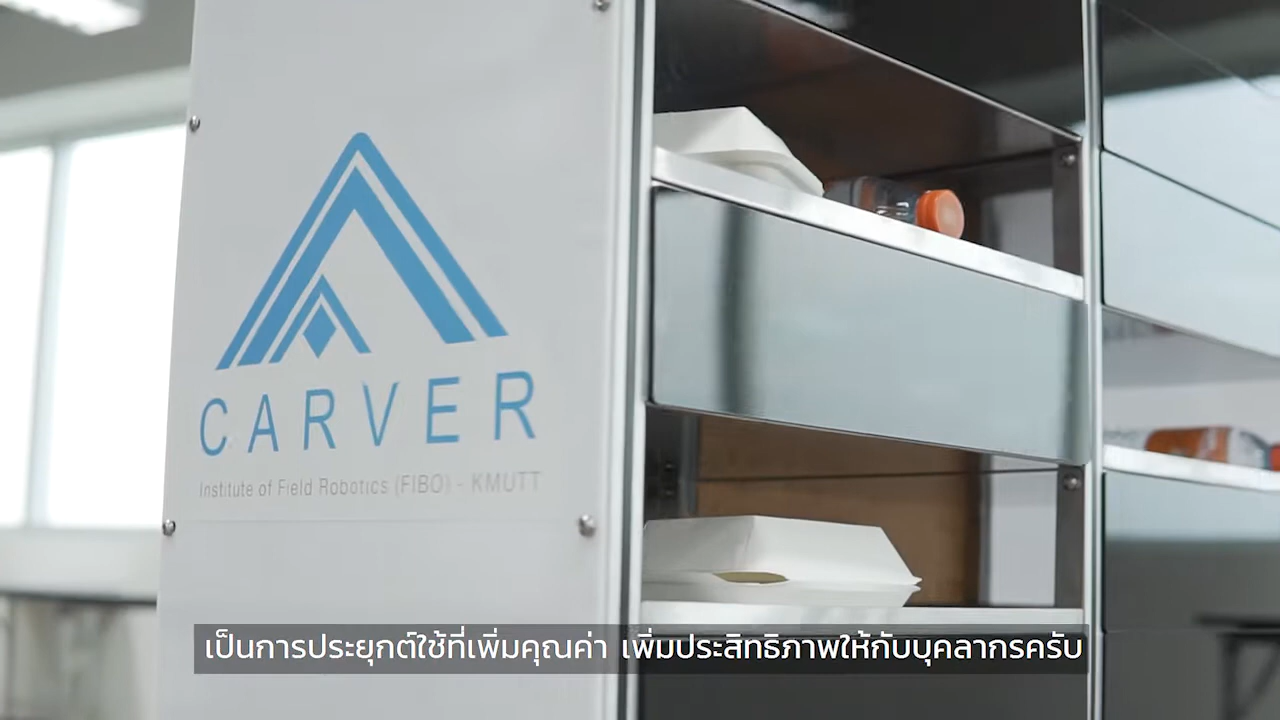 CARVER
Institute of Field Robotics (FIBO) - KMUTT
เป็นการประยุกต์ใช้ที่เพิ่มคุณค่า เพิ่มประสิทธิภาพให้กับบุคลากรครับ